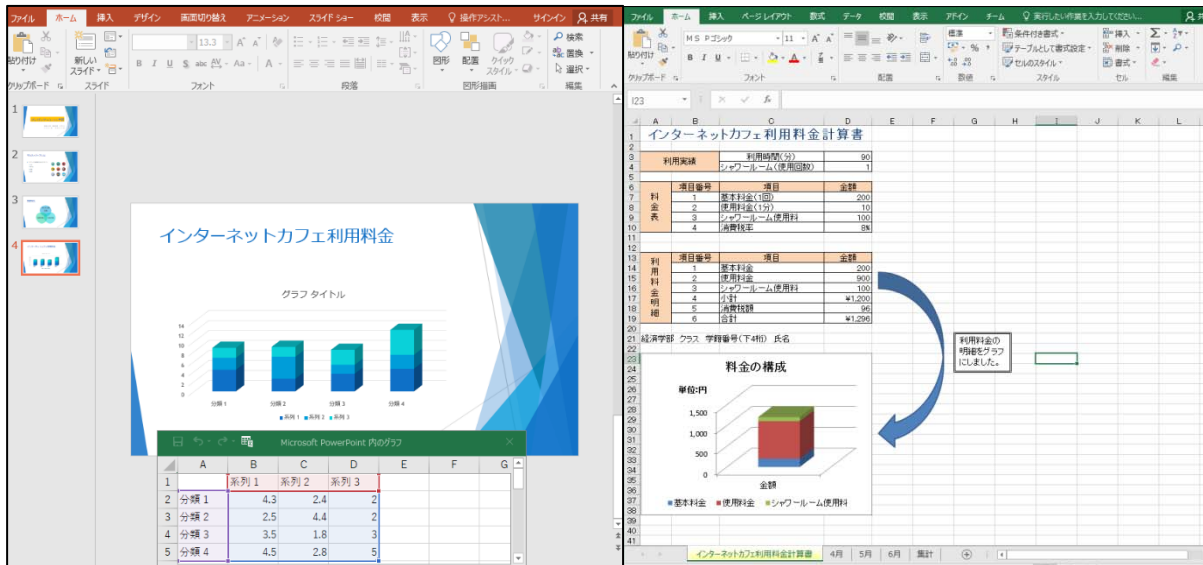 ファイル ホーム 挿入 デザイン 画面切り替え アニメーション スライド ショー 校閲 表示 操作アシスト... サインイン 共有
貼り付け
新しい
スライド
13.3
B I U S abc AV Aa A
図形 配置 クイック
スタイル
検索
置換
選択
クリップボード スライド フォント 段落 図形描画 編集
1
2
3
4
インターネットカフェ利用料金
グラフ タイトル
14
12
10
8
6
4
2
0
分類 1 分類 2 分類 3 分類 4
系列 1 系列 2 系列 3
Microsoft PowerPoint 内のグラフ
A B C D E F G
1 系列 1 系列 2 系列 3
2 分類 1 4.3 2.4 2
3 分類 2 2.5 4.4 2
4 分類 3 3.5 1.8 3
5 分類 4 4.5 2.8 5
ファイル ホーム 挿入 ページ レイアウト 数式 データ 校閲 表示 アドイン チーム 実行したい作業を入力してください... 共
貼り付け
MS Pゴシック 11
B I U
標準
条件付き書式
テーブルとして書式設定
セルのスタイル
挿入
削除
書式
クリップボード フォント 配置 数値 スタイル セル 編集
I23 fx
A B C D E F G H I J K L
インターネットカフェ利用料金計算書
利用実績
利用時間(分) 90
シャワールーム(使用回数) 1
料金表
項目番号 項目 金額
1 基本料金(1回) 200
2 使用料金(1分) 10
3 シャワールーム使用料 100
4 消費税率 8%
利用料金明細
項目番号 項目 金額
1 基本料金 200
2 使用料金 900
3 シャワールーム使用料 100
4 小計 ¥1,200
5 消費税額 96
6 合計 ¥1,296
経済学部 クラス 学籍番号(下4桁) 氏名
利用料金の
明細をグラフ
にしました。
料金の構成
単位:円
1,500
1,000
500
0
金額
基本料金 使用料金 シャワールーム使用料
インターネットカフェ利用料金計算書 4月 5月 6月 集計